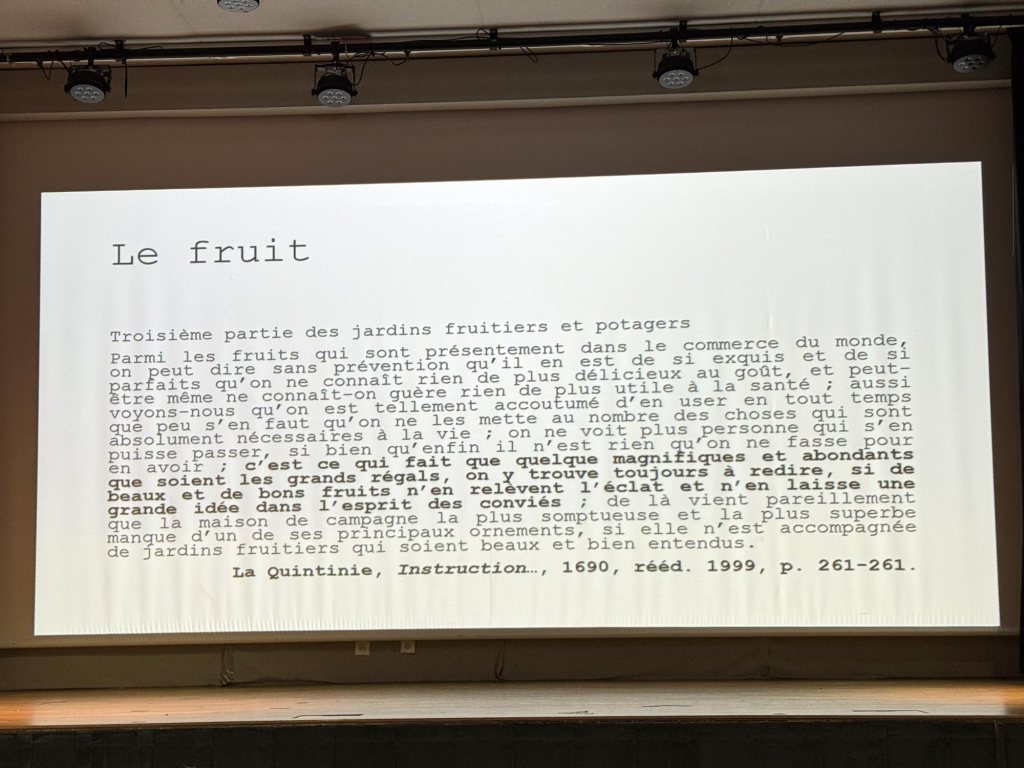 Le fruit
Troisième partie des jardins fruitiers et potagers
Parmi les fruits qui sont présentement dans le commerce du monde,
on peut dire sans prévention qu'il en est de si exquis et de si
parfaits qu'on ne connaît rien de plus délicieux au goût, et peut-
être même ne connaît-on guère rien de plus utile à la santé ; aussi
voyons-nous qu'on est tellement accoutumé d'en user en tout temps
que peu s'en faut qu'on ne les mette au nombre des choses qui sont
absolument nécessaires à la vie ; on ne voit plus personne qui s'en
puisse passer, si bien qu'enfin il n'est rien qu'on ne fasse pour
en avoir ; c'est ce qui fait que quelque magnifiques et abondants
que soient les grands régals, on y trouve toujours à redire, si de
beaux et de bons fruits n'en relèvent l'éclat et n'en laisse une
grande idée dans l'esprit des conviés ; de là vient pareillement
que la maison de campagne la plus somptueuse et la plus superbe
manque d'un de ses principaux ornements, si elle n'est accompagnée
de jardins fruitiers qui soient beaux et bien entendus.
La Quintinie, Instruction…, 1690, rééd. 1999, p. 261-261.